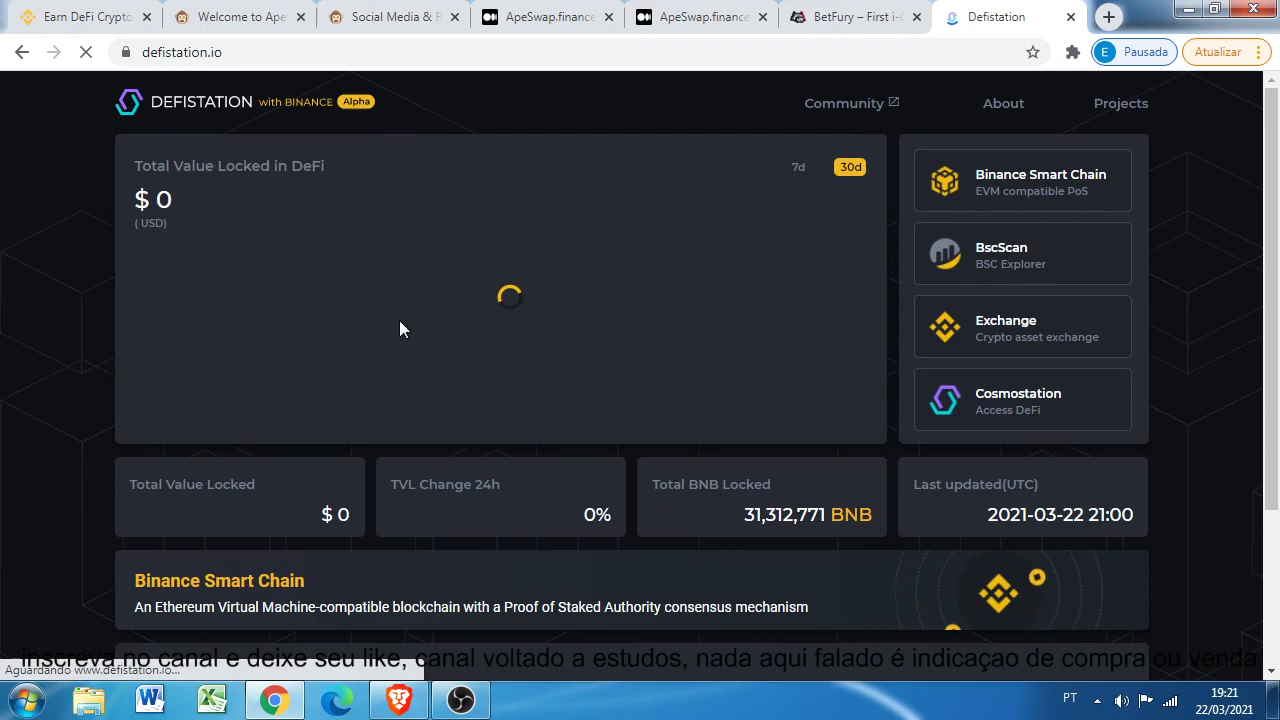 Earn DeFi Crypto
Welcome to Ape
Social Media & R
ApeSwap.finance
ApeSwap.finance
BetFury – First i-G
Defistation
defistation.io
E Pausada
Atualizar
DEFISTATION with BINANCE Alpha
Community
About
Projects
Total Value Locked in DeFi
7d
30d
$ 0
( USD)
Binance Smart Chain
EVM compatible PoS
BscScan
BSC Explorer
Exchange
Crypto asset exchange
Cosmostation
Access DeFi
Total Value Locked
$ 0
TVL Change 24h
0%
Total BNB Locked
31,312,771 BNB
Last updated(UTC)
2021-03-22 21:00
Binance Smart Chain
An Ethereum Virtual Machine-compatible blockchain with a Proof of Staked Authority consensus mechanism
inscreva no canal e deixe seu like, canal voltado a estudos, nada aqui falado é indicaçao de compra ou venda
Aguardando www.defistation.io...
PT
19:21
22/03/2021